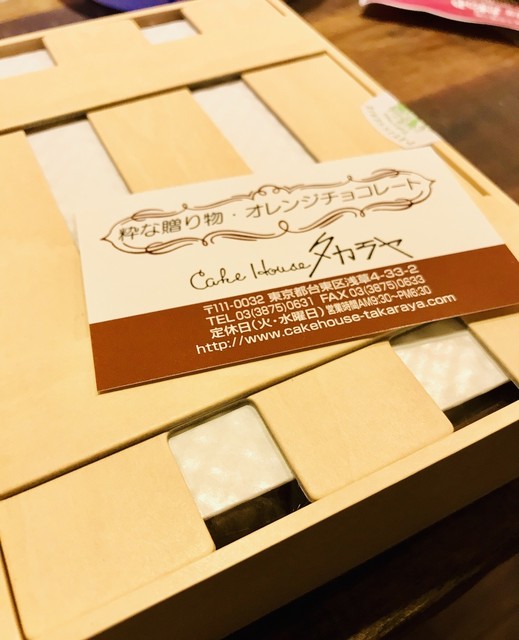 粋な贈り物・オレンジチョコレート
Cake House タカラヤ
〒111-0032 東京都台東区浅草4-33-2
TEL 03(3875)0631 FAX 03(3875)0633
定休日(火・水曜日) 営業時間AM9:30~PM6:30
http://www.cakehouse-takaraya.com